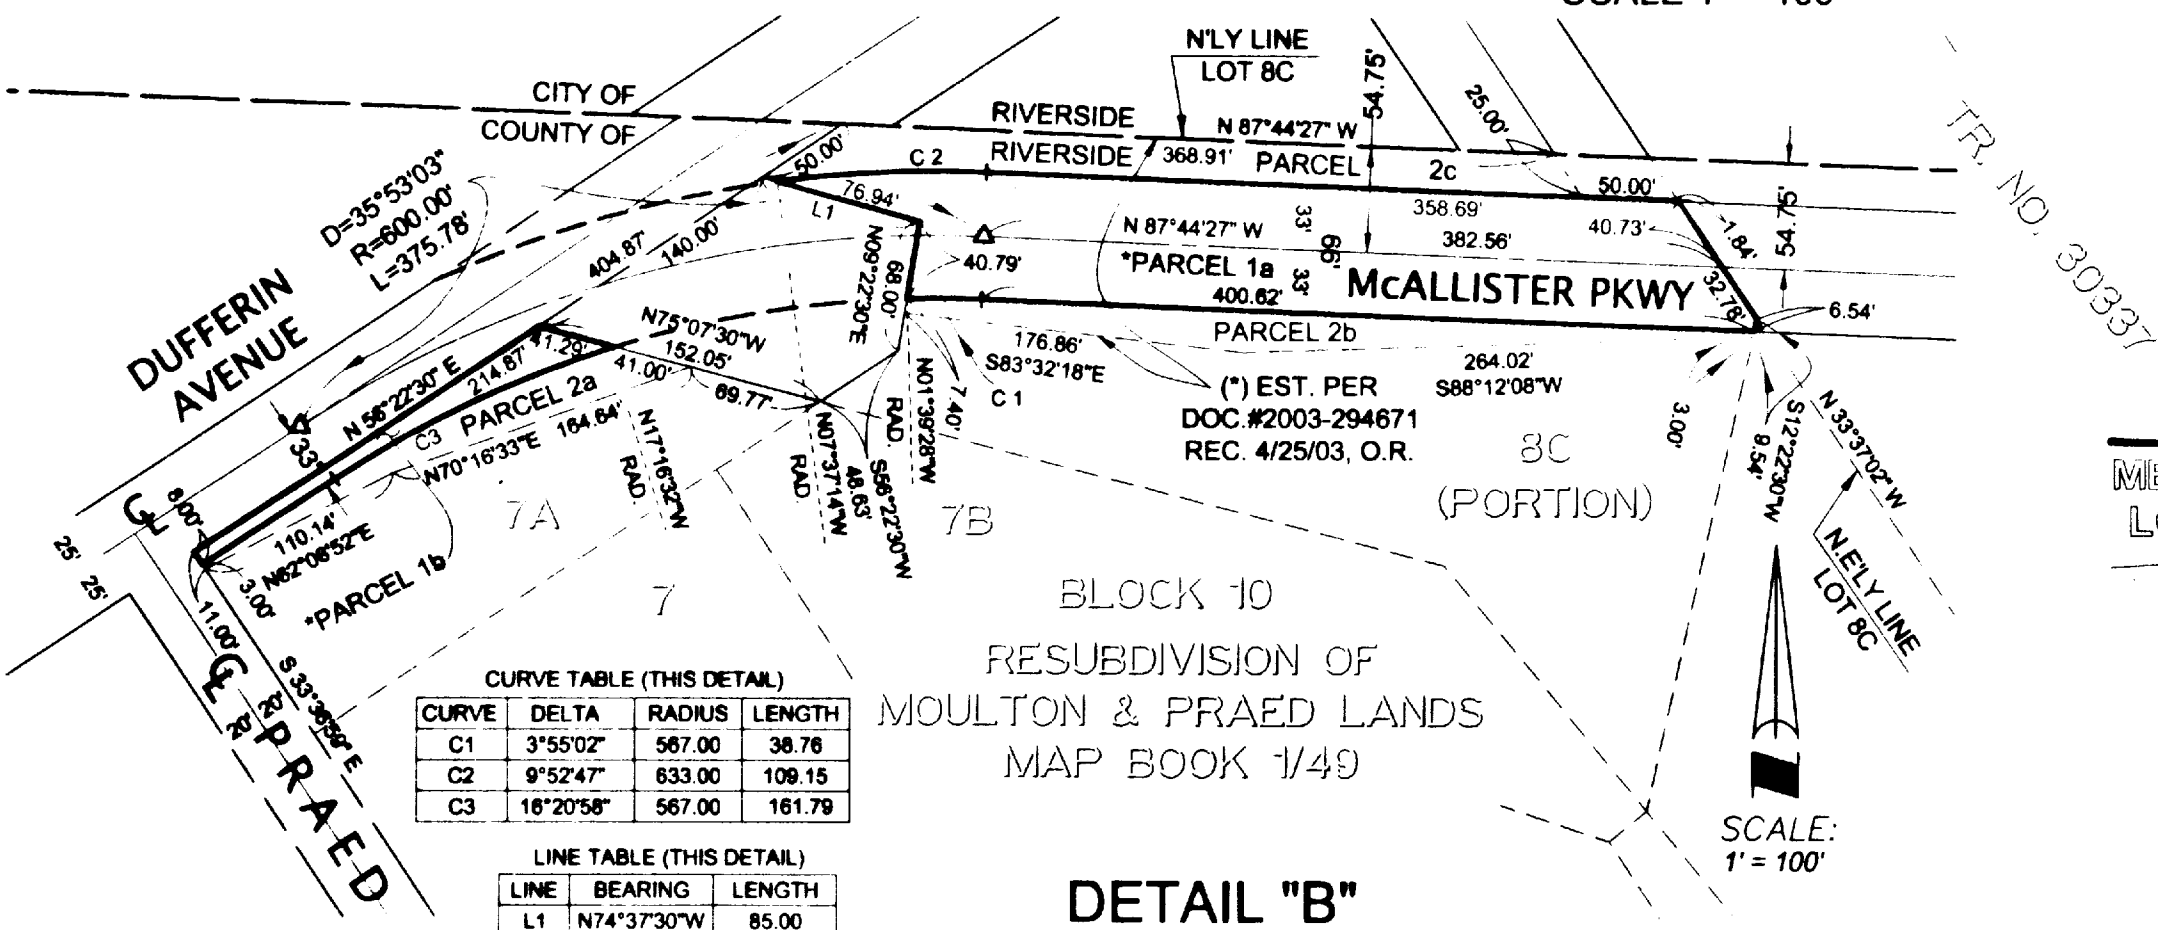 N'LY LINE
LOT 8C
54.75'
25.00'
TR. NO. 30337
CITY OF
COUNTY OF
RIVERSIDE
RIVERSIDE
N 87°44'27" W
368.91'
PARCEL
2c
50.00'
C 2
76.94'
L1
50.00'
358.69'
40.73'
1.84'
54.75'
D=35°53'03"
R=600.00'
L=375.78'
404.87'
140.00'
N09°22'30"E
68.00'
40.79'
N 87°44'27" W
382.56'
33'
66'
33'
*PARCEL 1a
400.62'
McALLISTER PKWY
32.78'
6.54'
PARCEL 2b
DUFFERIN
AVENUE
N 56°22'30" E
214.87'
41.29'
N75°07'30"W
152.05'
41.00'
69.77'
176.86'
S83°32'18"E
C 1
7.40'
264.02'
S88°12'08"W
(*) EST. PER
DOC.#2003-294671
REC. 4/25/03, O.R.
33'
C3
PARCEL 2a
N70°16'33"E
164.64'
N17°16'32"W
RAD.
N07°37'14"W
RAD.
S56°22'30"W
48.63'
N01°39'28"W
RAD.
3.00'
S12°22'30"W
9.54'
N 33°37'02" W
N.E'LY LINE
LOT 8C
8C
(PORTION)
7A
7B
7
CL
8.00'
25'
25'
110.14'
N62°06'52"E
3.00'
11.00'
*PARCEL 1b
S 33°36'59" E
CL
20'
20'
PRAED
BLOCK 10
RESUBDIVISION OF
MOULTON & PRAED LANDS
MAP BOOK 1/49
CURVE TABLE (THIS DETAIL)
CURVE DELTA RADIUS LENGTH
C1 3°55'02" 567.00 38.76
C2 9°52'47" 633.00 109.15
C3 16°20'58" 567.00 161.79
LINE TABLE (THIS DETAIL)
LINE BEARING LENGTH
L1 N74°37'30"W 85.00
SCALE:
1' = 100'
DETAIL "B"